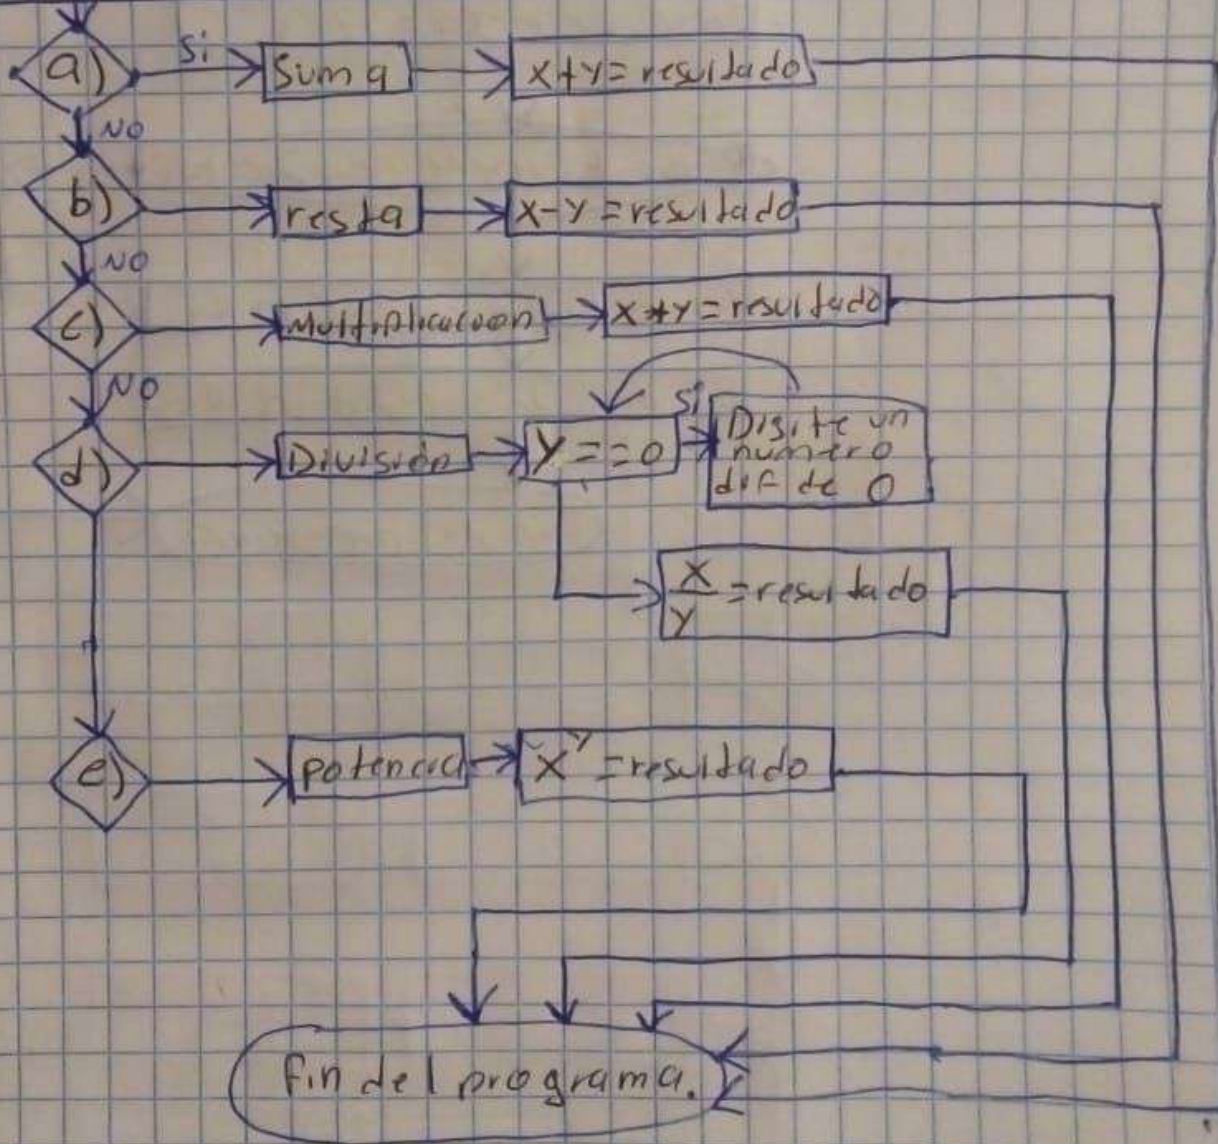 a)
Si
Suma
X+Y=resultado
NO
b)
resta
X-Y=resultado
NO
c)
Multiplicacion
X*Y=resultado
NO
d)
División
Y==0
Si
Digite un
numero
dif de 0
X/Y=resultado
e)
potencia
X^Y=resultado
fin del programa.